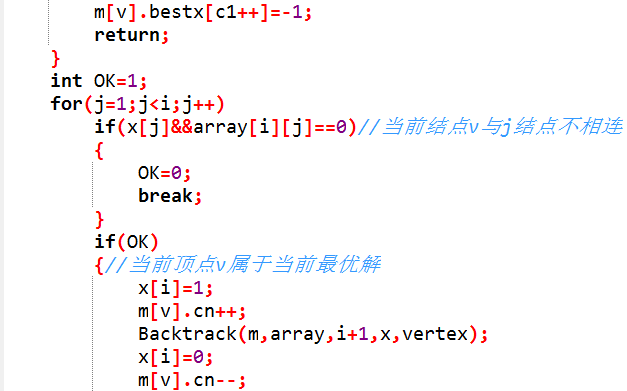 m[v].bestx[c1++]=-1;
return;
}
int OK=1;
for(j=1;j<i;j++)
if(x[j]&&array[i][j]==0)//当前结点v与j结点不相连
{
OK=0;
break;
}
if(OK)
{//当前顶点v属于当前最优解
x[i]=1;
m[v].cn++;
Backtrack(m,array,i+1,x,vertex);
x[i]=0;
m[v].cn--;